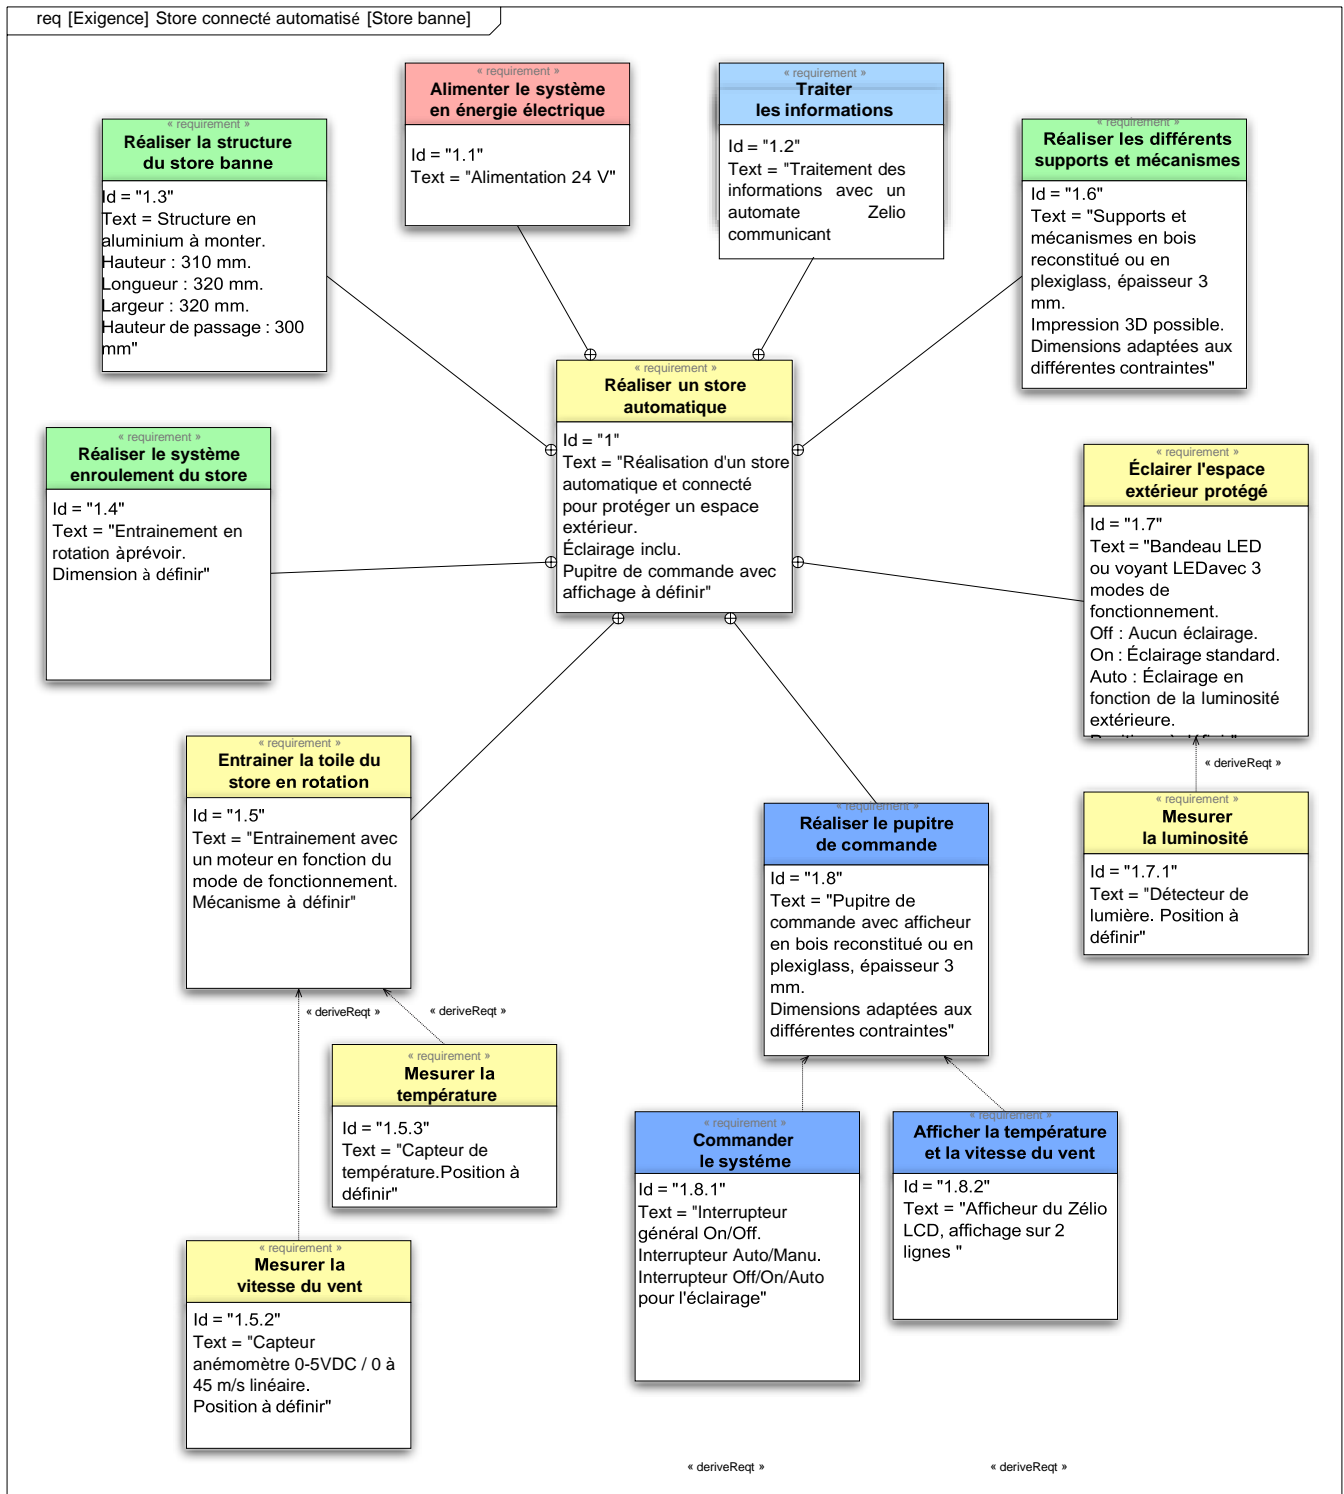 req [Exigence] Store connecté automatisé [Store banne]
« requirement »
Alimenter le système
en énergie électrique
Id = "1.1"
Text = "Alimentation 24 V"
« requirement »
Traiter
les informations
Id = "1.2"
Text = "Traitement des
informations avec un
automate Zelio
communicant
« requirement »
Réaliser la structure
du store banne
Id = "1.3"
Text = Structure en
aluminium à monter.
Hauteur : 310 mm.
Longueur : 320 mm.
Largeur : 320 mm.
Hauteur de passage : 300
mm"
« requirement »
Réaliser les différents
supports et mécanismes
Id = "1.6"
Text = "Supports et
mécanismes en bois
reconstitué ou en
plexiglass, épaisseur 3
mm.
Impression 3D possible.
Dimensions adaptées aux
différentes contraintes"
« requirement »
Réaliser un store
automatique
Id = "1"
Text = "Réalisation d'un store
automatique et connecté
pour protéger un espace
extérieur.
Éclairage inclu.
Pupitre de commande avec
affichage à définir"
« requirement »
Réaliser le système
enroulement du store
Id = "1.4"
Text = "Entrainement en
rotation àprévoir.
Dimension à définir"
« requirement »
Éclairer l'espace
extérieur protégé
Id = "1.7"
Text = "Bandeau LED
ou voyant LEDavec 3
modes de
fonctionnement.
Off : Aucun éclairage.
On : Éclairage standard.
Auto : Éclairage en
fonction de la luminosité
extérieure.
« deriveReqt »
« requirement »
Mesurer
la luminosité
Id = "1.7.1"
Text = "Détecteur de
lumière. Position à
définir"
« requirement »
Entrainer la toile du
store en rotation
Id = "1.5"
Text = "Entrainement avec
un moteur en fonction du
mode de fonctionnement.
Mécanisme à définir"
« requirement »
Réaliser le pupitre
de commande
Id = "1.8"
Text = "Pupitre de
commande avec afficheur
en bois reconstitué ou en
plexiglass, épaisseur 3
mm.
Dimensions adaptées aux
différentes contraintes"
« deriveReqt »
« deriveReqt »
« requirement »
Mesurer la
température
Id = "1.5.3"
Text = "Capteur de
température.Position à
définir"
« requirement »
Commander
le systéme
Id = "1.8.1"
Text = "Interrupteur
général On/Off.
Interrupteur Auto/Manu.
Interrupteur Off/On/Auto
pour l'éclairage"
« requirement »
Afficher la température
et la vitesse du vent
Id = "1.8.2"
Text = "Afficheur du Zélio
LCD, affichage sur 2
lignes "
« requirement »
Mesurer la
vitesse du vent
Id = "1.5.2"
Text = "Capteur
anémomètre 0-5VDC / 0 à
45 m/s linéaire.
Position à définir"
« deriveReqt »
« deriveReqt »